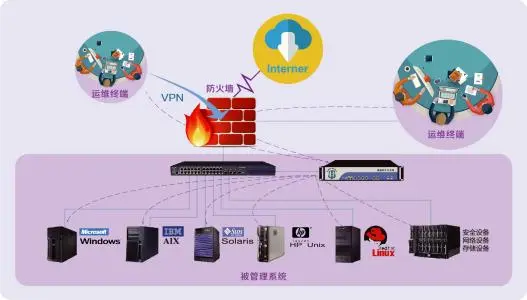 Interner
防火墙
VPN
运维终端
运维终端
Microsoft
Windows
IBM
AIX
Sun
Solaris
hp
HP_Unix
redhat
Linux
安全设备
网络设备
存储设备
被管理系统